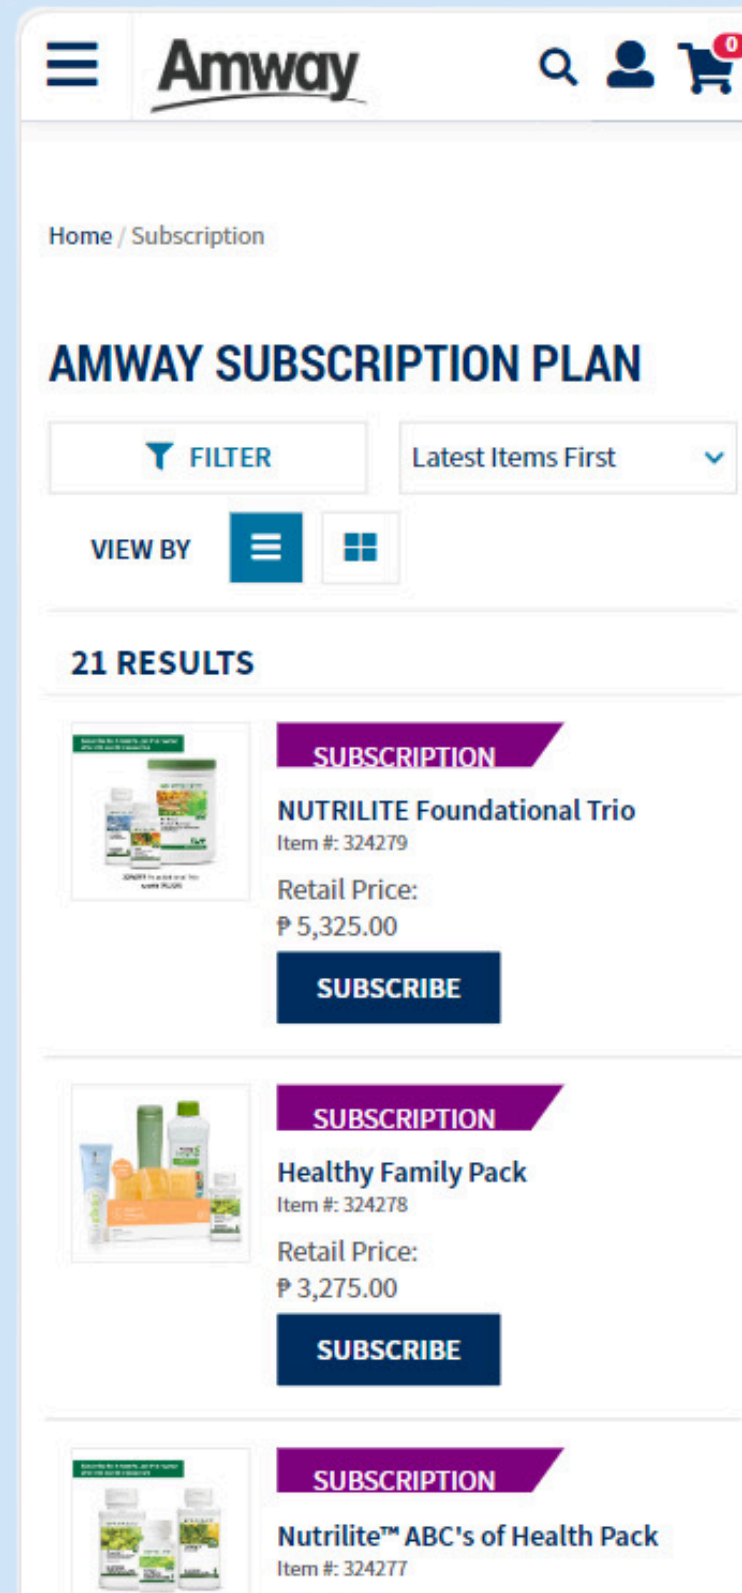 Amway
0
Home / Subscription
AMWAY SUBSCRIPTION PLAN
FILTER
Latest Items First
VIEW BY
21 RESULTS
SUBSCRIPTION
NUTRILITE Foundational Trio
Item #: 324279
Retail Price:
₱ 5,325.00
SUBSCRIBE
SUBSCRIPTION
Healthy Family Pack
Item #: 324278
Retail Price:
₱ 3,275.00
SUBSCRIBE
SUBSCRIPTION
Nutrilite™ ABC's of Health Pack
Item #: 324277